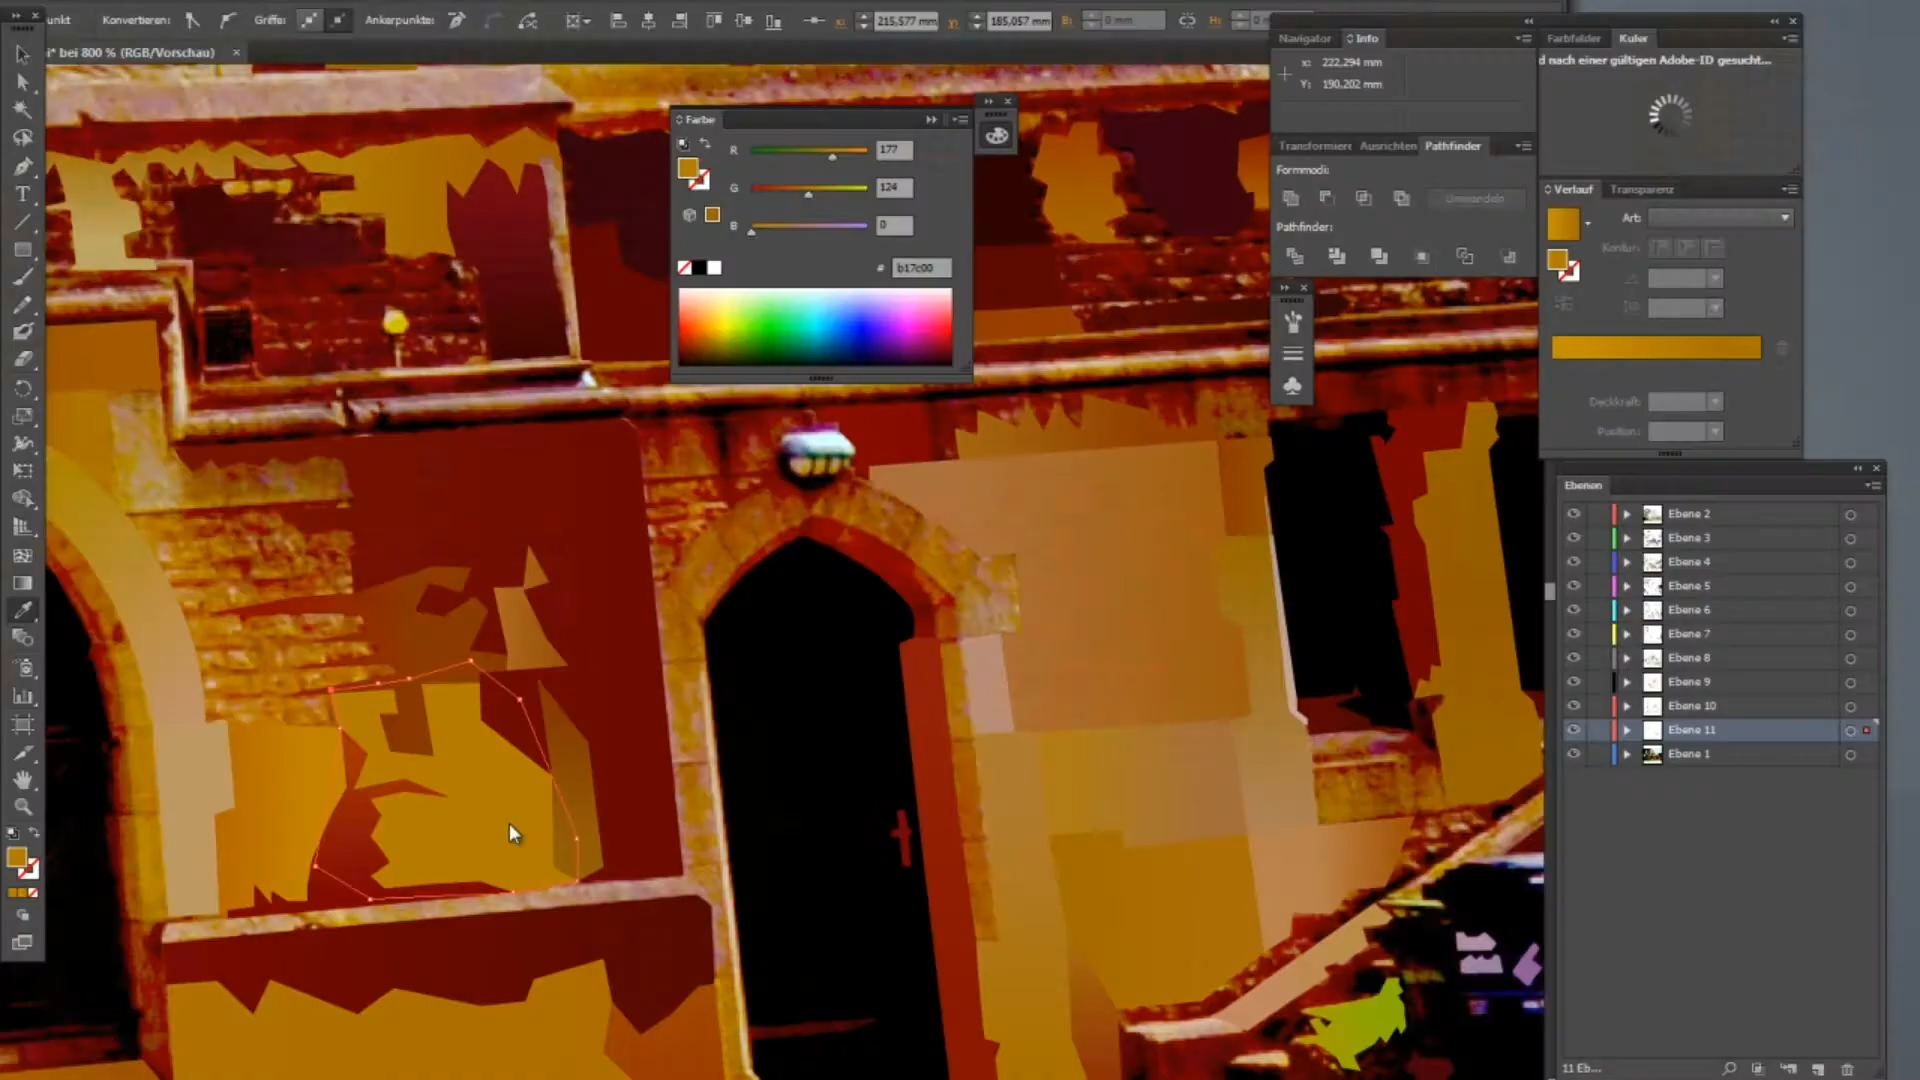 unkt Konvertieren: Griffe: Ankerpunkte: 215,577 mm 185,057 mm B: 0 mm H: 0
i* bei 800 % (RGB/Vorschau) ×
Navigator Info
X: 222,294 mm
Y: 190,202 mm
Farbfelder Kuler
d nach einer gültigen Adobe-ID gesucht...
Farbe
R 177
G 124
B 0
# b17c00
Transformieren Ausrichten Pathfinder
Formmodi:
Umwandeln
Pathfinder:
Verlauf Transparenz
Art:
Kontur:
Deckkraft:
Position:
Ebenen
Ebene 2
Ebene 3
Ebene 4
Ebene 5
Ebene 6
Ebene 7
Ebene 8
Ebene 9
Ebene 10
Ebene 11
Ebene 1
11 Eb...